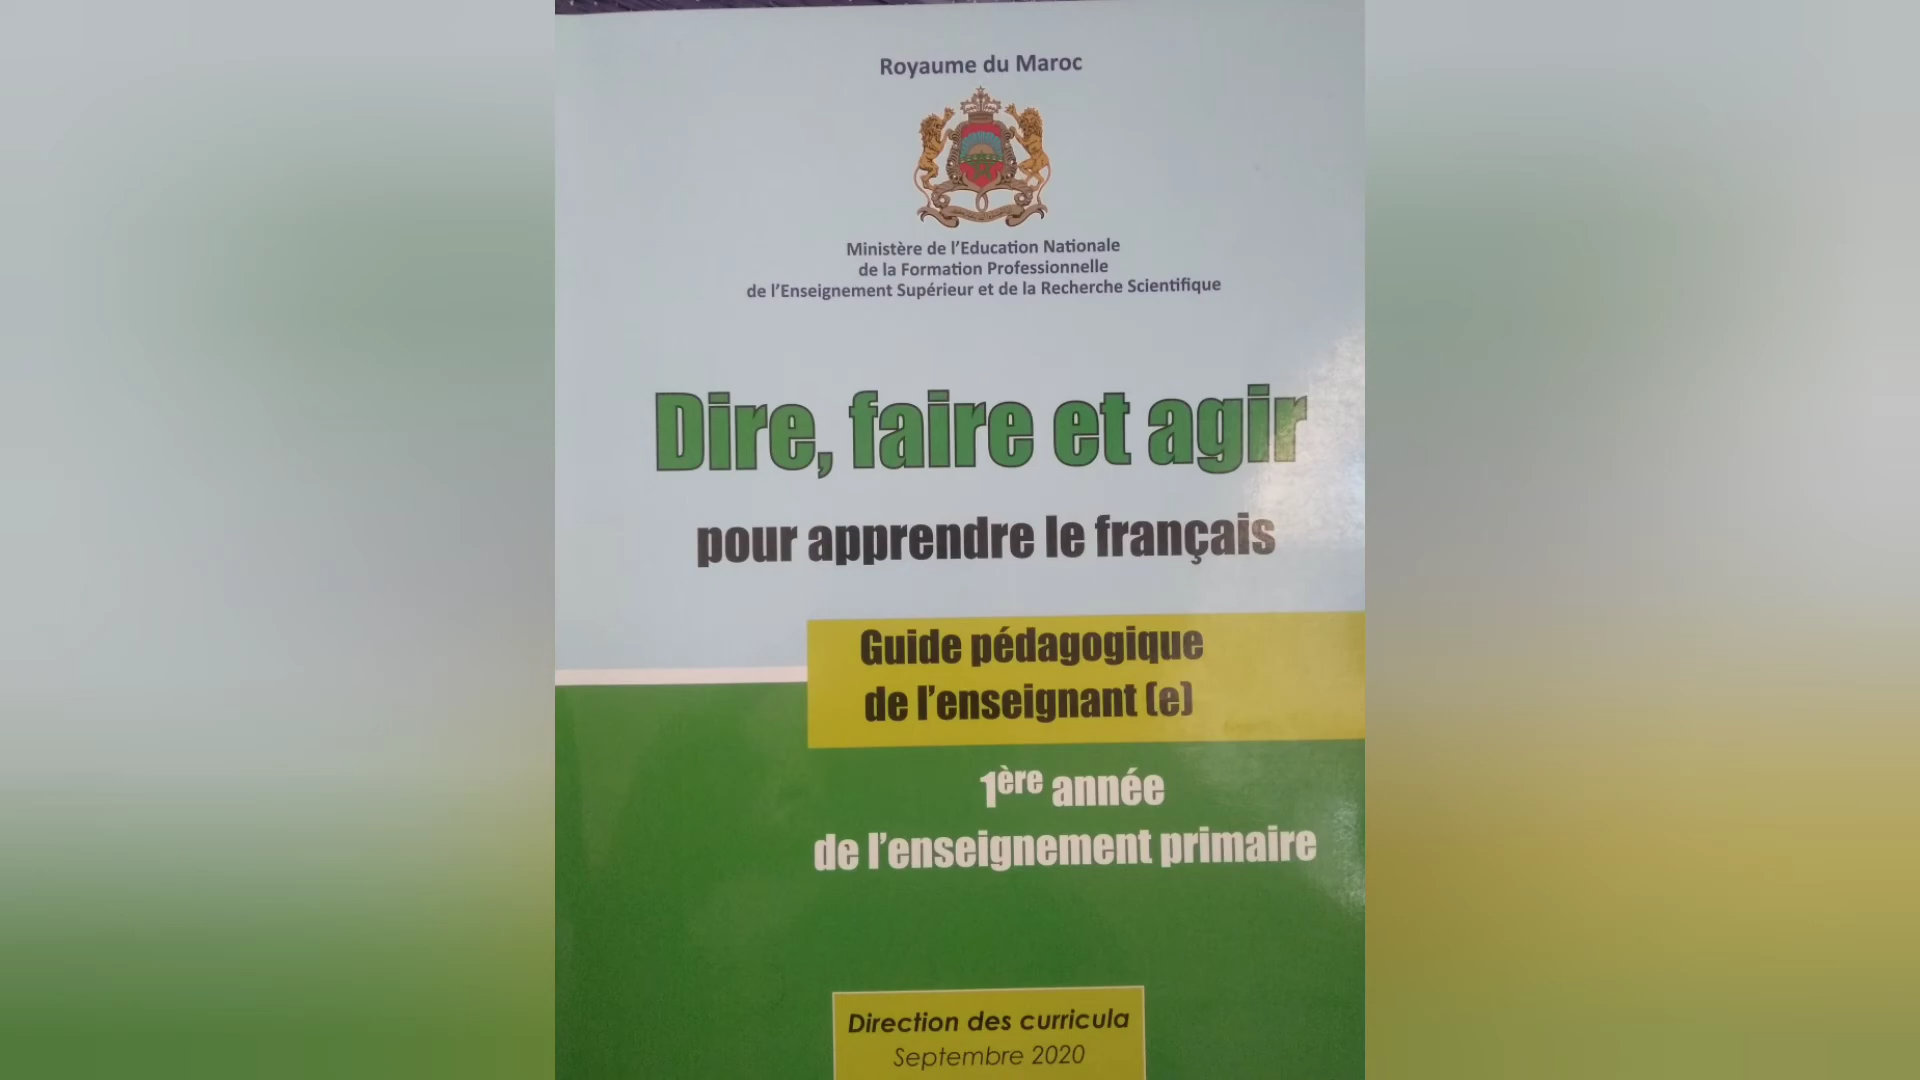 Royaume du Maroc
Ministère de l'Education Nationale
de la Formation Professionnelle
de l'Enseignement Supérieur et de la Recherche Scientifique
Dire, faire et agir
pour apprendre le français
Guide pédagogique
de l'enseignant (e)
1ère année
de l'enseignement primaire
Direction des curricula
Septembre 2020